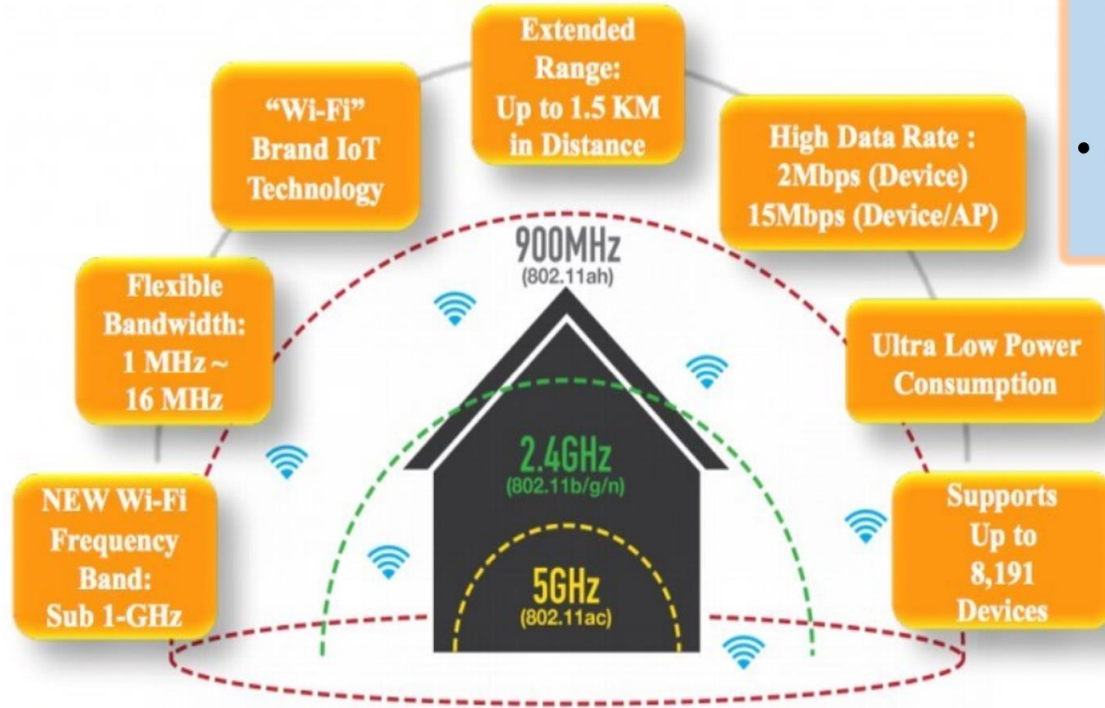 Extended
Range:
Up to 1.5 KM
in Distance
“Wi-Fi”
Brand IoT
Technology
High Data Rate :
2Mbps (Device)
15Mbps (Device/AP)
•
900MHz
(802.11ah)
Flexible
Bandwidth:
1 MHz ~
16 MHz
Ultra Low Power
Consumption
2.4GHz
(802.11b/g/n)
NEW Wi-Fi
Frequency
Band:
Sub 1-GHz
Supports
Up to
8,191
Devices
5GHz
(802.11ac)